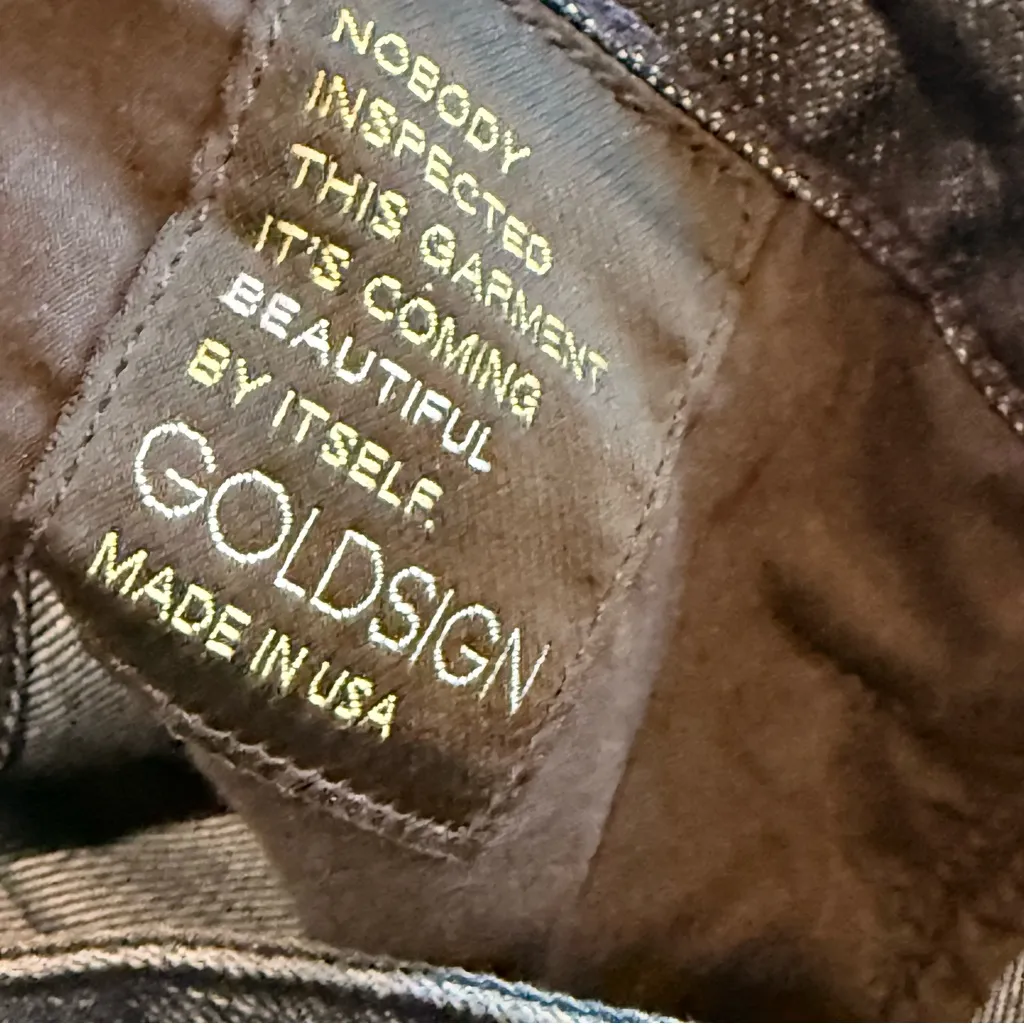 NOBODY
INSPECTED
THIS GARMENT
IT'S COMING
BEAUTIFUL
BY ITSELF.
GOLDSIGN
MADE IN USA